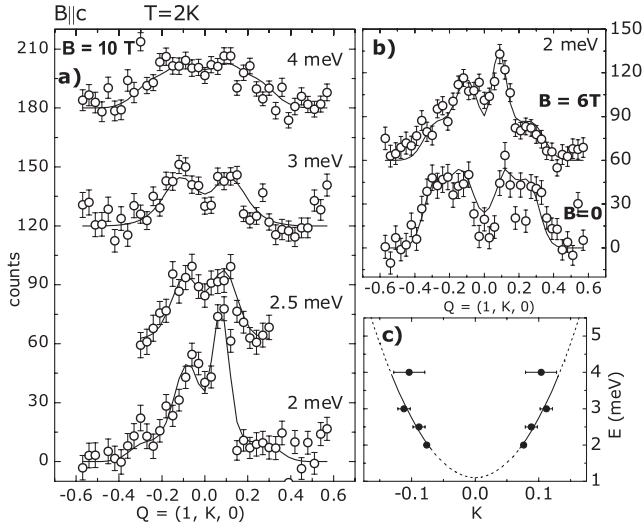 B||c T=2K
B = 10 T
a)
4 meV
3 meV
2.5 meV
2 meV
210
180
150
120
90
60
30
0
counts
-0.6 -0.4 -0.2 0.0 0.2 0.4 0.6
Q = (1, K, 0)
b)
2 meV
B = 6T
B=0
150
120
90
60
30
0
-0.6 -0.4 -0.2 0.0 0.2 0.4 0.6
Q = (1, K, 0)
c)
5
4
3
2
1
E (meV)
-0.1 0.0 0.1
K